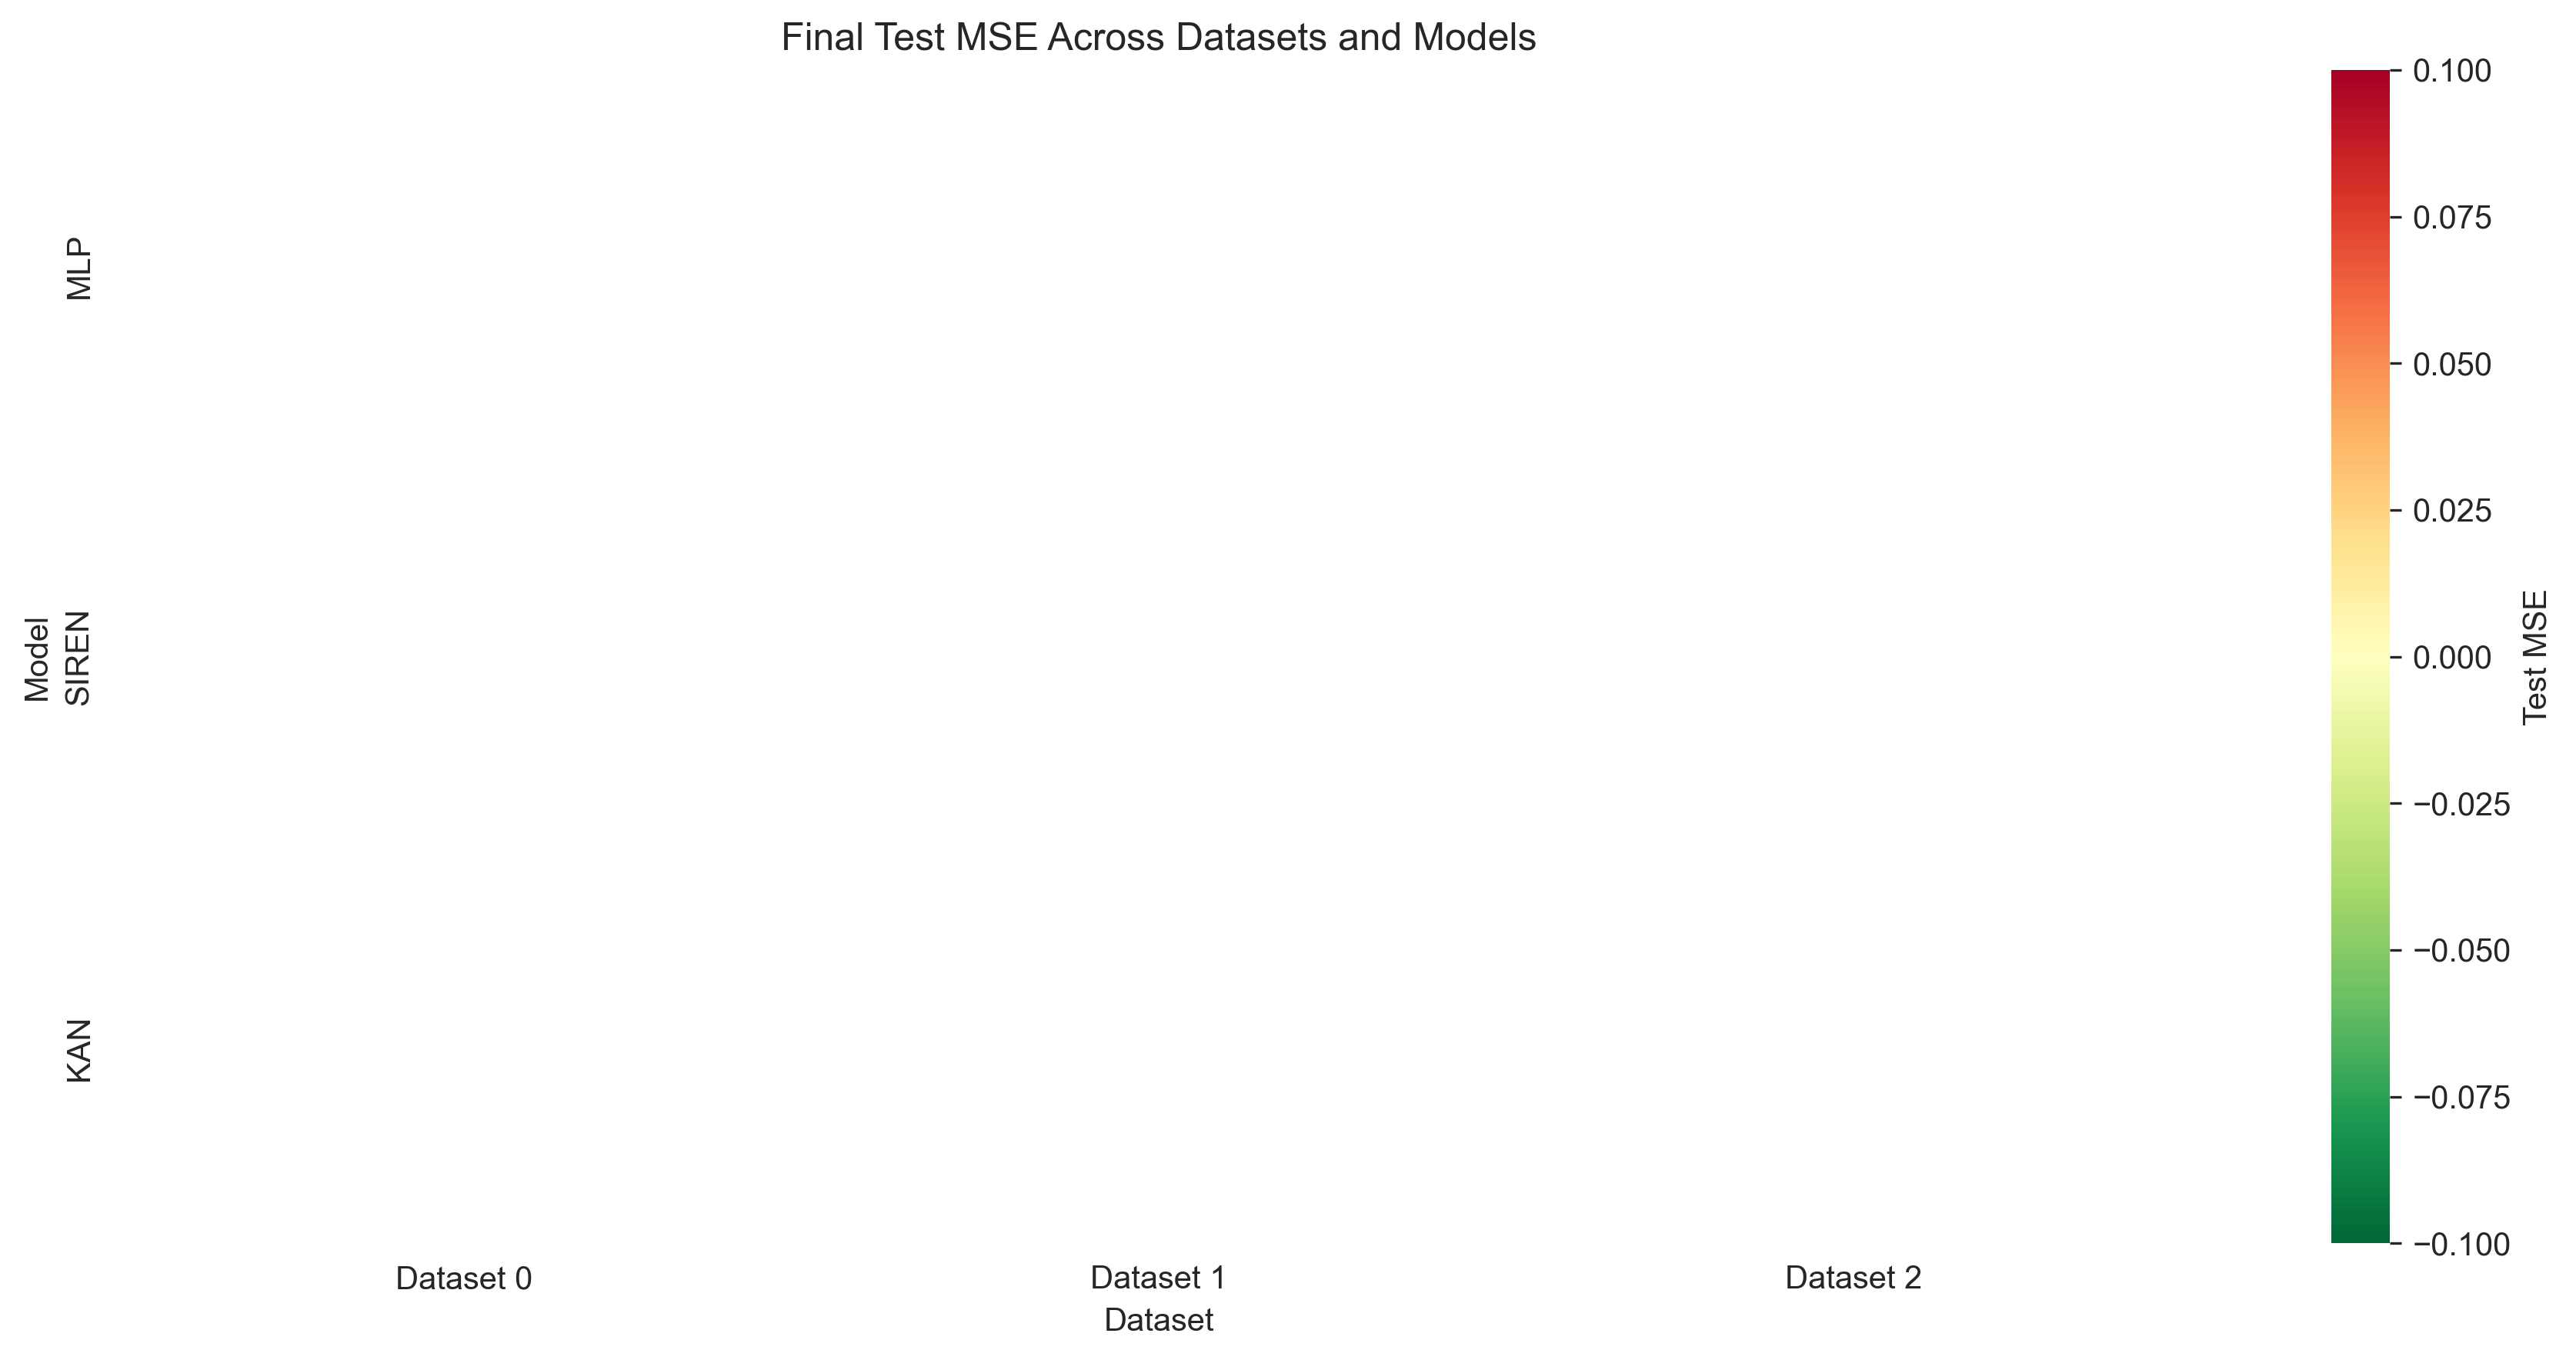 Final Test MSE Across Datasets and Models
MLP
SIREN
KAN
Model
Dataset 0
Dataset 1
Dataset 2
Dataset
0.100
0.075
0.050
0.025
0.000
−0.025
−0.050
−0.075
−0.100
Test MSE